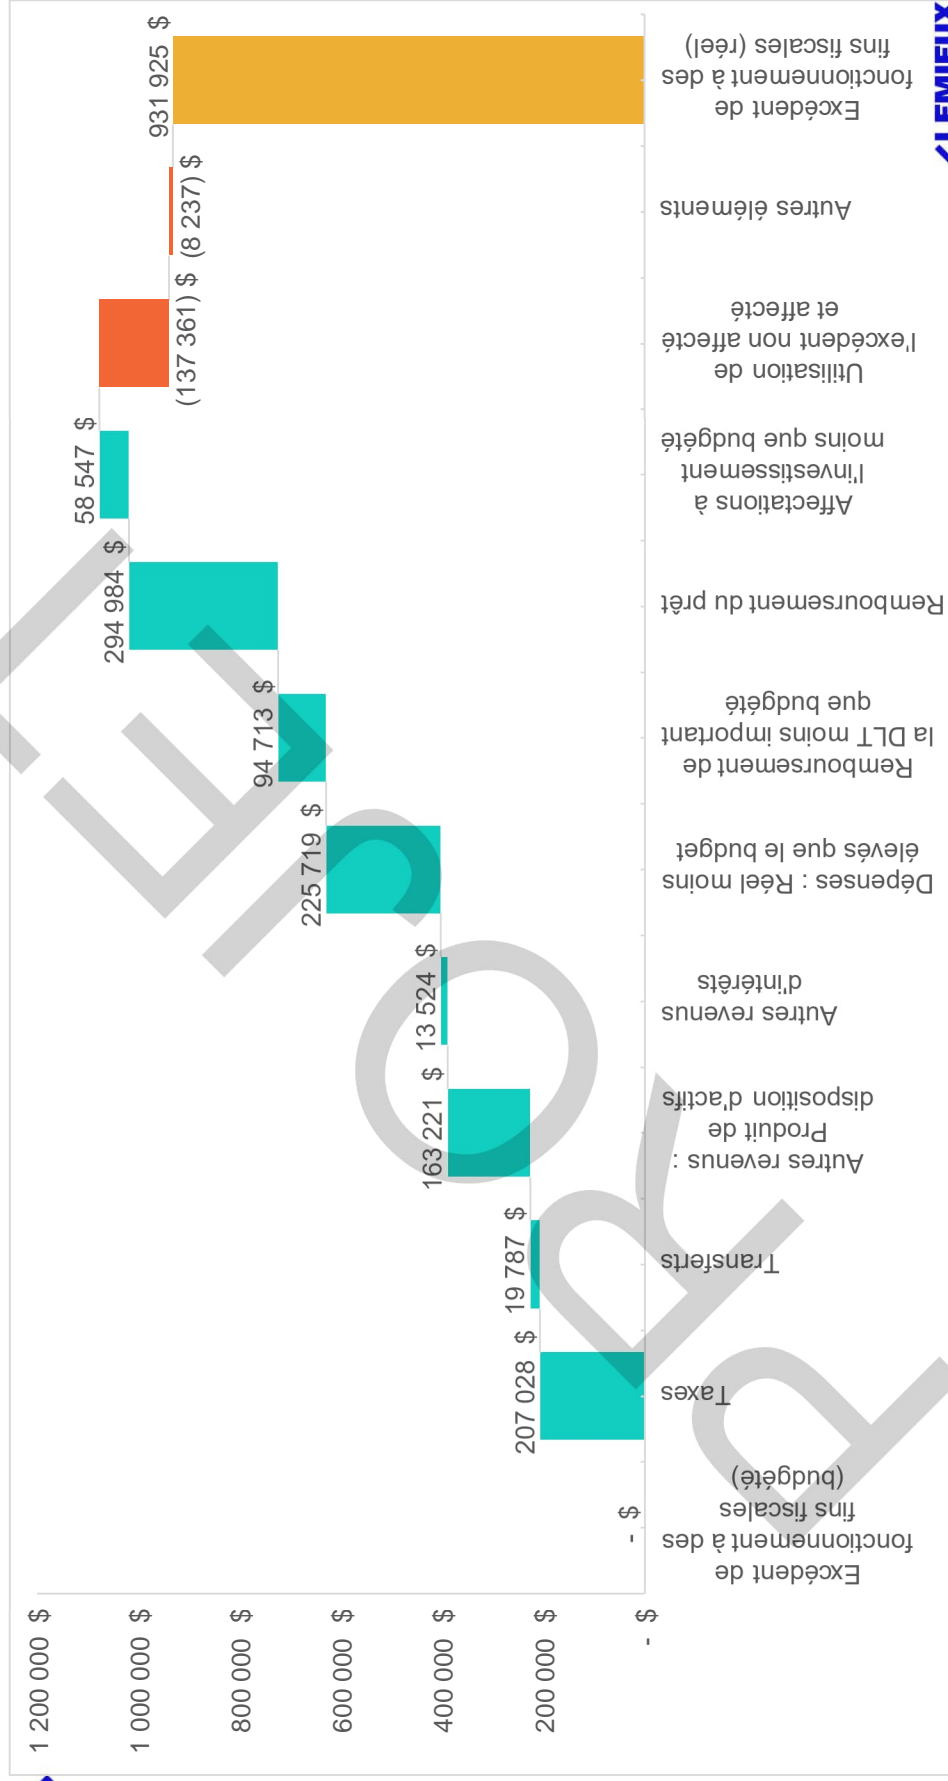 1 200 000 $
1 000 000 $
800 000 $
600 000 $
400 000 $
200 000 $
- $
- $
207 028 $
19 787 $
163 221 $
13 524 $
225 719 $
94 713 $
294 984 $
58 547 $
(137 361) $
(8 237) $
931 925 $
Excédent de
fonctionnement à des
fins fiscales
(budgété)
Taxes
Transferts
Autres revenus :
Produit de
disposition d'actifs
Autres revenus
d'intérêts
Dépenses : Réel moins
élevés que le budget
Remboursement de
la DLT moins important
que budgété
Remboursement du prêt
Affectations à
l'investissement
moins que budgété
Utilisation de
l'excédent non affecté
et affecté
Autres éléments
Excédent de
fonctionnement à des
fins fiscales (réel)
LEMIEUX